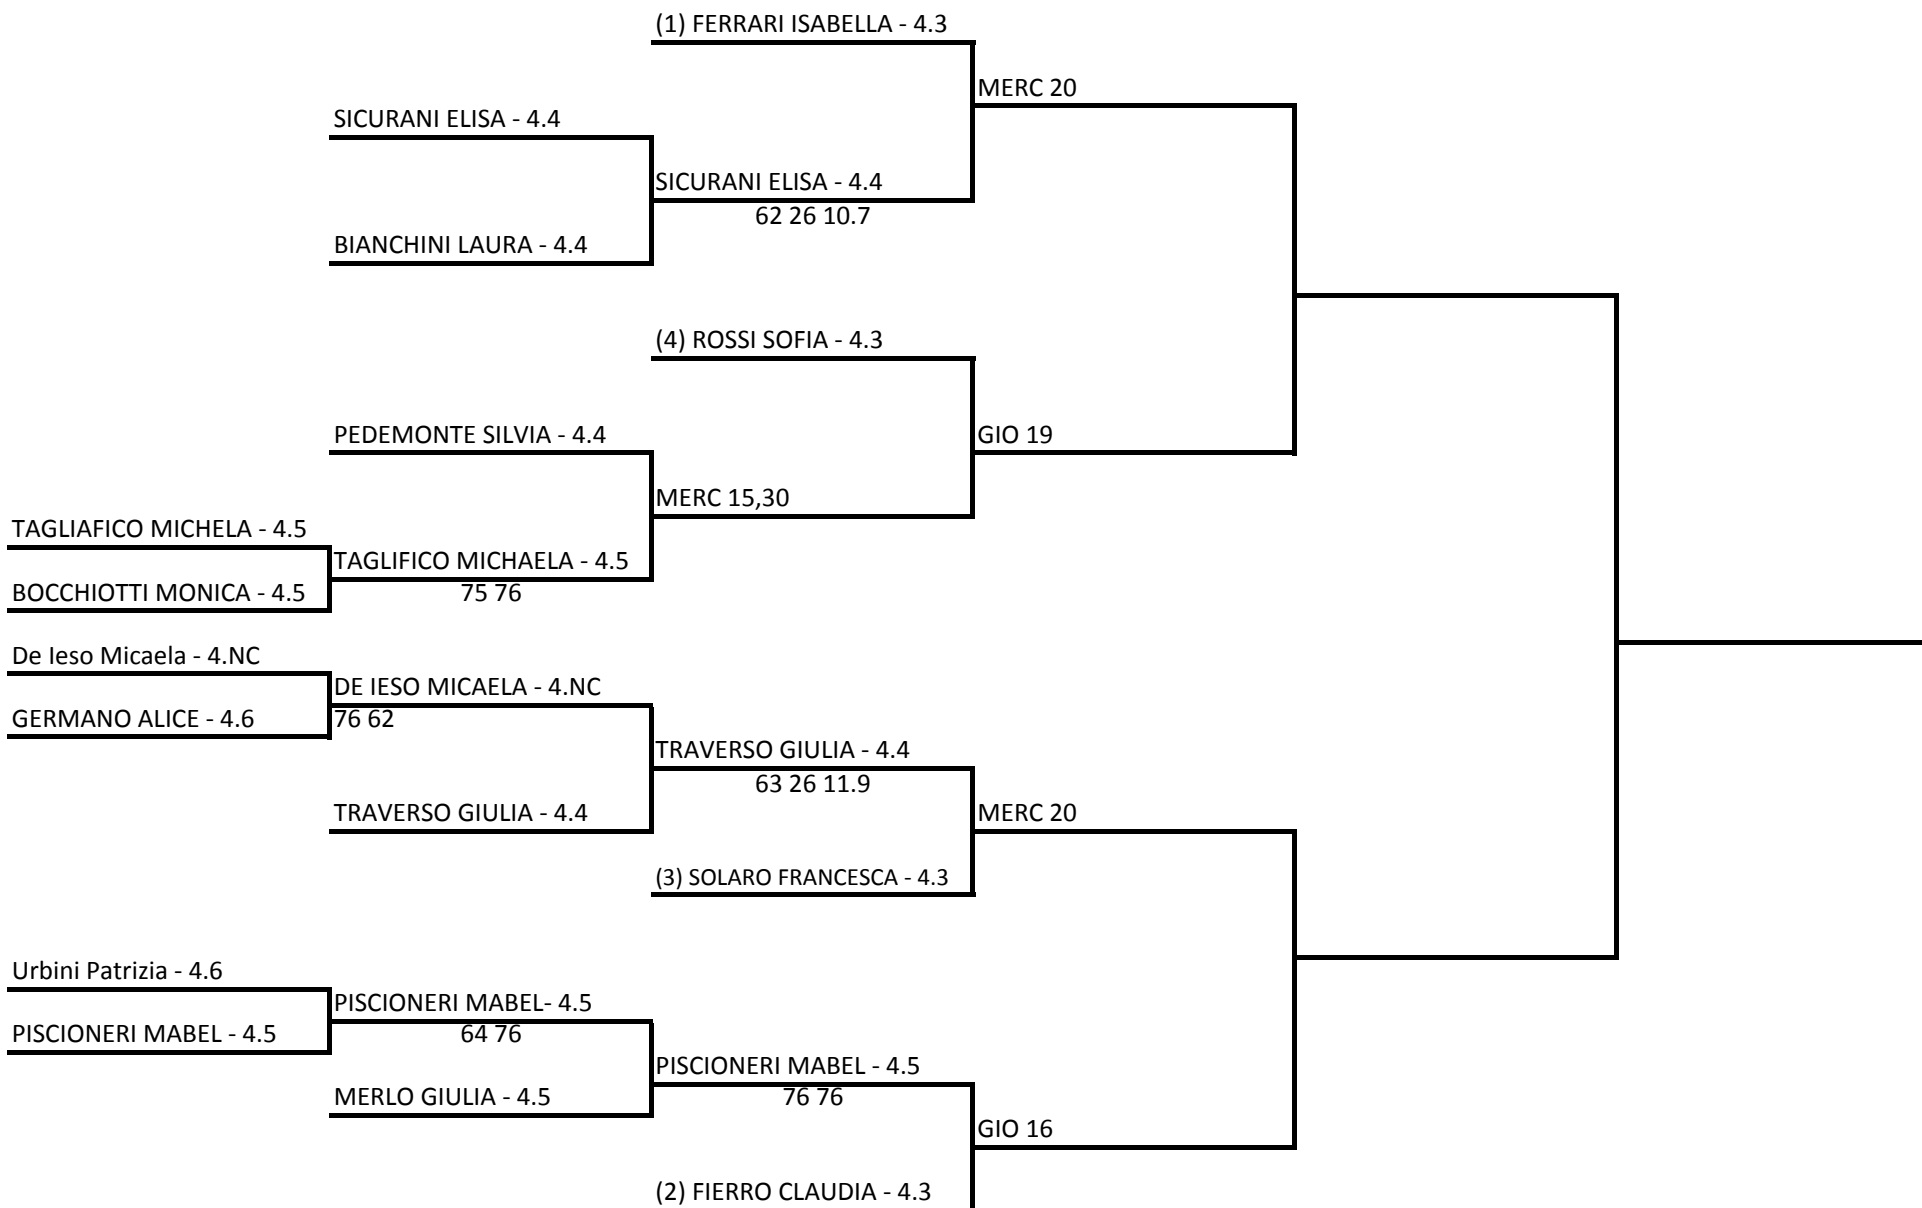 (1) FERRARI ISABELLA - 4.3
MERC 20
SICURANI ELISA - 4.4
SICURANI ELISA - 4.4
62 26 10.7
BIANCHINI LAURA - 4.4
(4) ROSSI SOFIA - 4.3
PEDEMONTE SILVIA - 4.4
GIO 19
MERC 15,30
TAGLIAFICO MICHELA - 4.5
TAGLIFICO MICHAELA - 4.5
BOCCHIOTTI MONICA - 4.5
75 76
De Ieso Micaela - 4.NC
DE IESO MICAELA - 4.NC
GERMANO ALICE - 4.6
76 62
TRAVERSO GIULIA - 4.4
63 26 11.9
TRAVERSO GIULIA - 4.4
MERC 20
(3) SOLARO FRANCESCA - 4.3
Urbini Patrizia - 4.6
PISCIONERI MABEL- 4.5
PISCIONERI MABEL - 4.5
64 76
PISCIONERI MABEL - 4.5
MERLO GIULIA - 4.5
76 76
GIO 16
(2) FIERRO CLAUDIA - 4.3